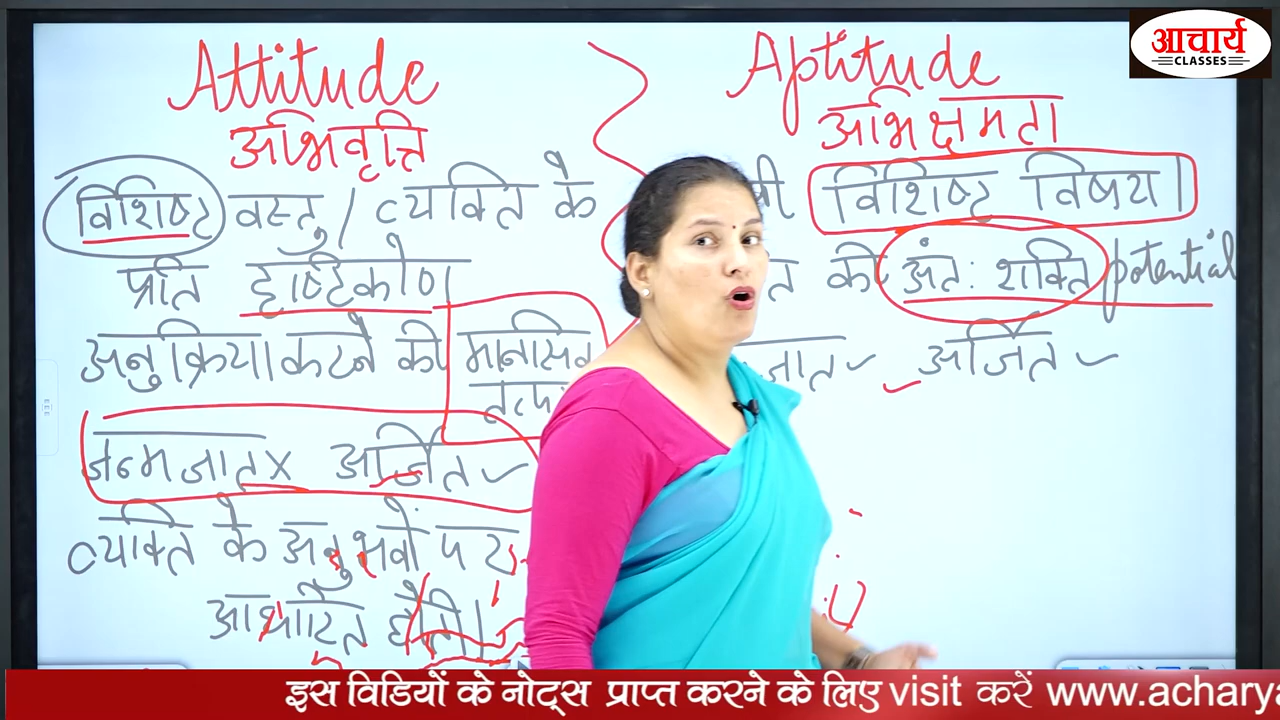 Attitude
अभिवृत्ति
विशिष्ट वस्तु / व्यक्ति के
प्रति दृष्टिकोण
अनुक्रिया करने की
जन्मजात × अर्जित ✓
व्यक्ति के अनुभवों पर
आधारित होती।
Aptitude
अभिक्षमता
विशिष्ट विषय।
की अंतः शक्ति / potential
अर्जित ✓
आचार्य
CLASSES
इस विडियों के नोट्स प्राप्त करने के लिए visit करें www.acharya